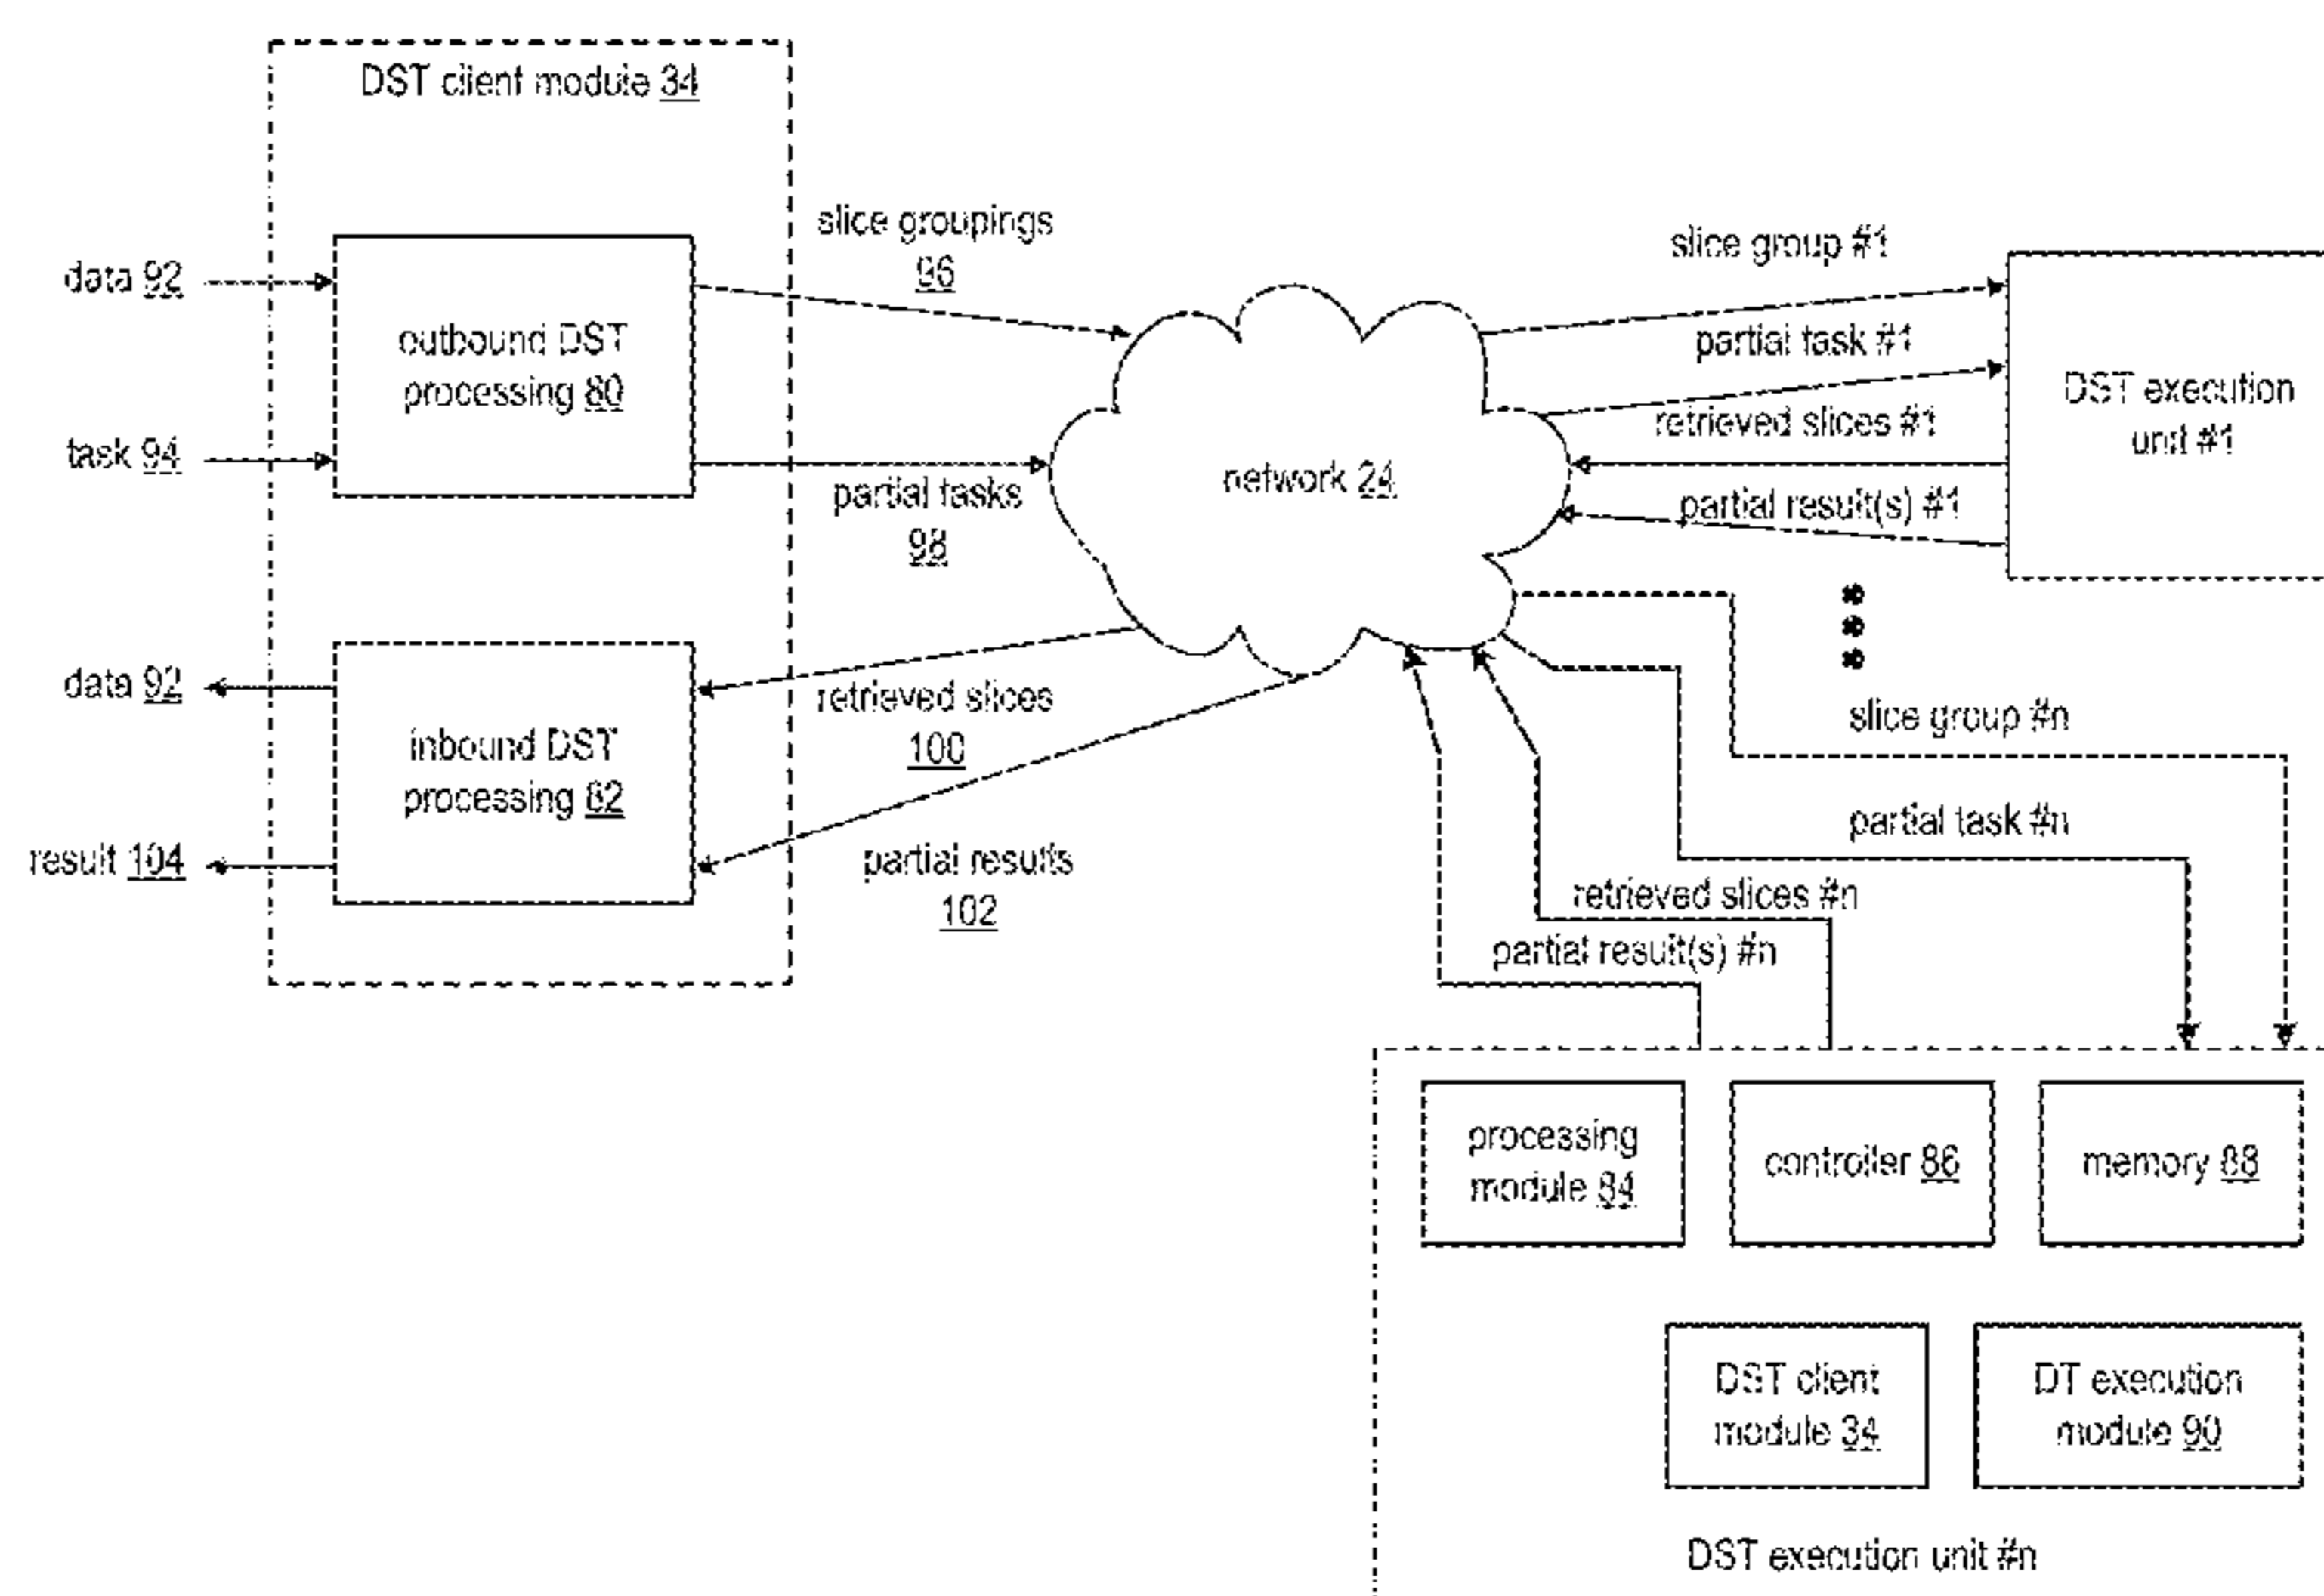 DST client module 34
data 92
outbound DST
processing 80
task 94
slice groupings
96
partial tasks
98
network 24
slice group #1
partial task #1
retrieved slices #1
partial result(s) #1
DST execution
unit #1
data 92
inbound DST
processing 82
result 104
retrieved slices
100
partial results
102
slice group #n
partial task #n
retrieved slices #n
partial result(s) #n
processing
module 84
controller 86
memory 88
DST client
module 34
DT execution
module 90
DST execution unit #n